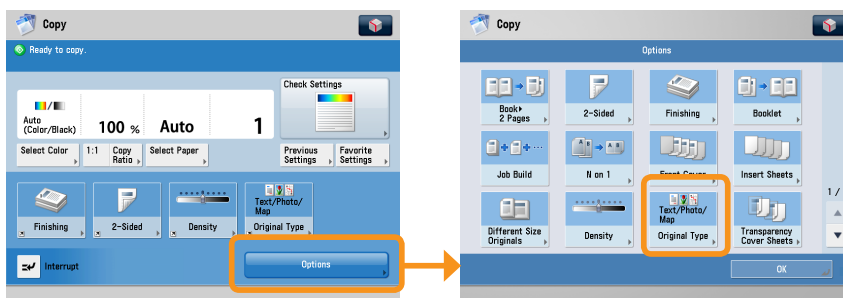 Copy
Ready to copy.
Check Settings
Auto
(Color/Black)
100 %
Auto
1
Select Color
1:1
Copy
Ratio
Select Paper
Previous
Settings
Favorite
Settings
Finishing
2-Sided
Density
Text/Photo/
Map
Original Type
Interrupt
Options
Copy
Options
Book
2 Pages
2-Sided
Finishing
Booklet
Job Build
N on 1
Front Cover
Insert Sheets
1/
Different Size
Originals
Density
Text/Photo/
Map
Original Type
Transparency
Cover Sheets
OK